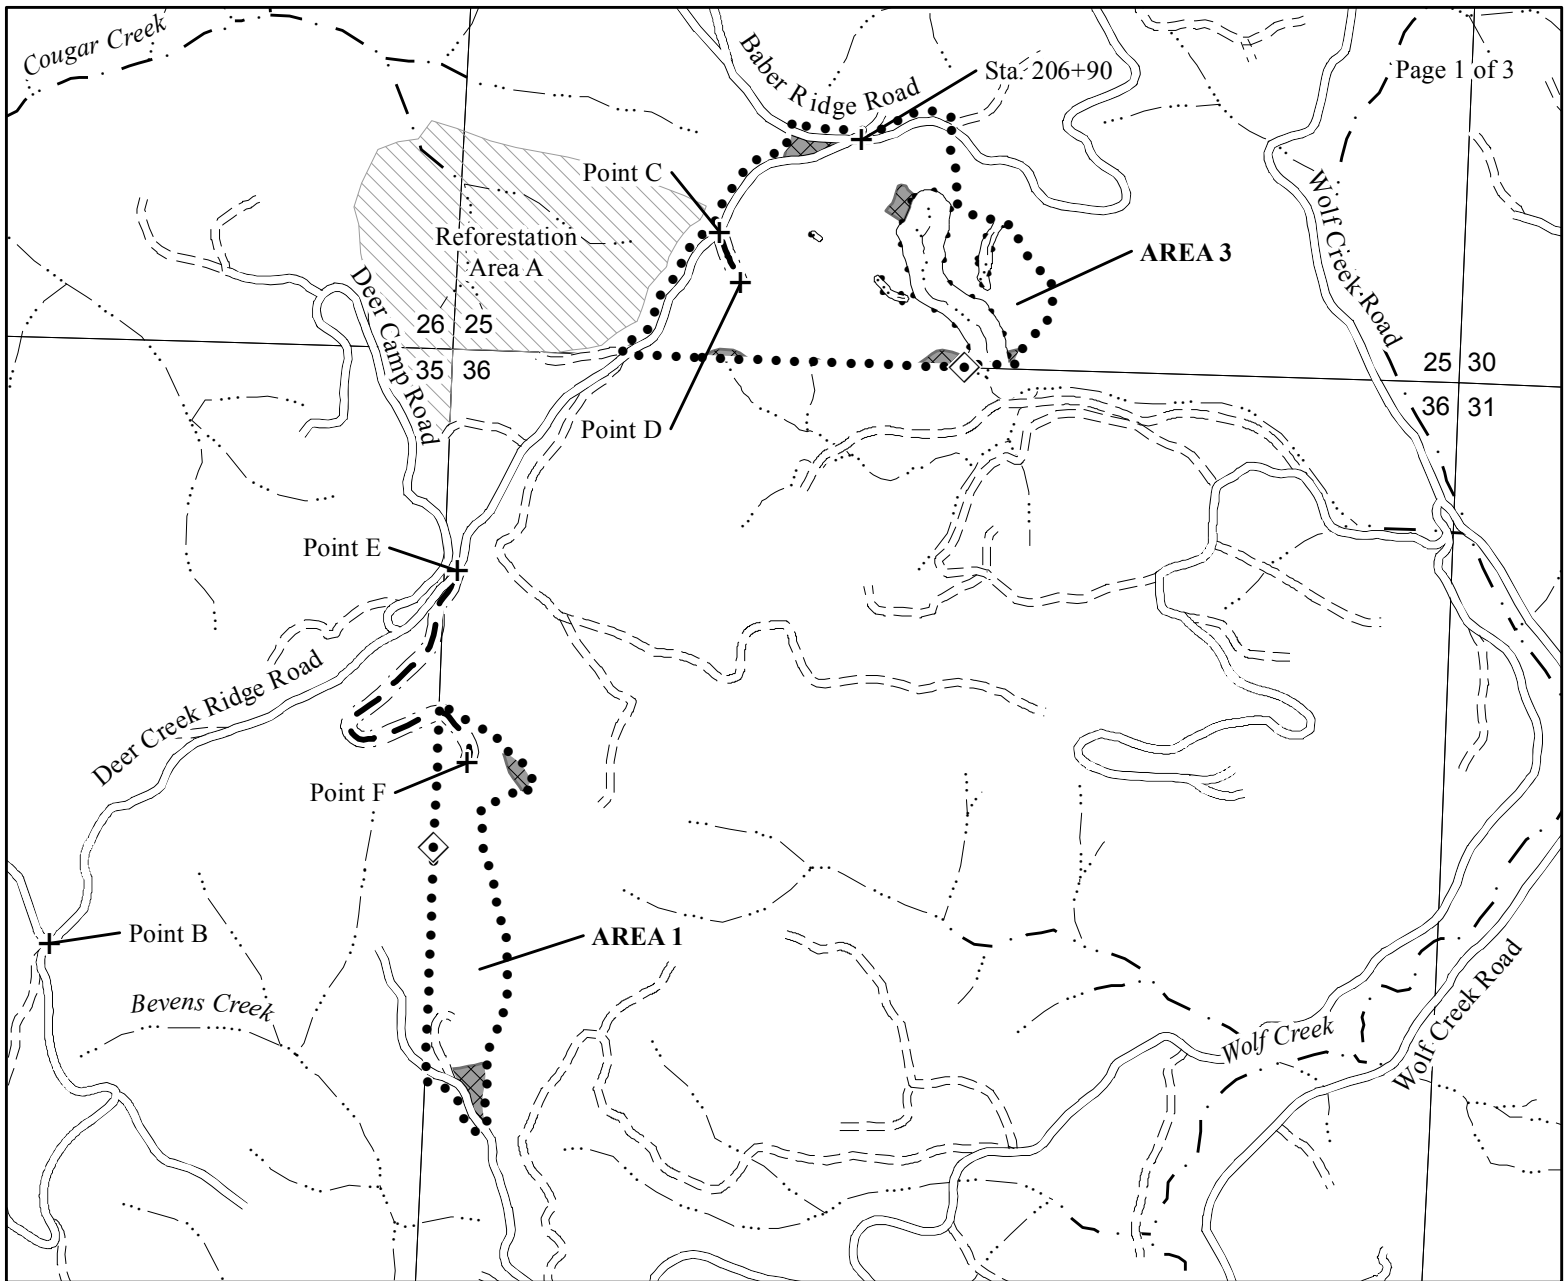 Cougar Creek
Baber Ridge Road
Sta. 206+90
Page 1 of 3
Point C
Wolf Creek Road
Reforestation
Area A
AREA 3
Deer Camp Road
26 25
35 36
25 30
36 31
Point D
Point E
Deer Creek Ridge Road
Point F
Point B
AREA 1
Bevens Creek
Wolf Creek
Wolf Creek Road